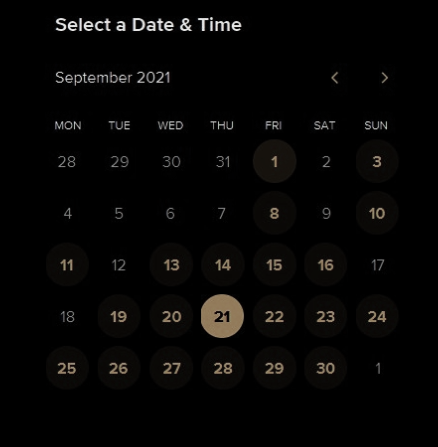 Select a Date & Time
September 2021
MON TUE WED THU FRI SAT SUN
28 29 30 31 1 2 3
4 5 6 7 8 9 10
11 12 13 14 15 16 17
18 19 20 21 22 23 24
25 26 27 28 29 30 1